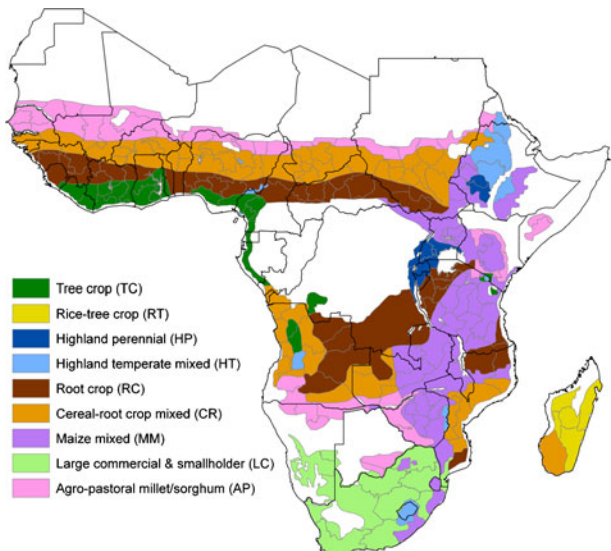 Tree crop (TC)
Rice-tree crop (RT)
Highland perennial (HP)
Highland temperate mixed (HT)
Root crop (RC)
Cereal-root crop mixed (CR)
Maize mixed (MM)
Large commercial & smallholder (LC)
Agro-pastoral millet/sorghum (AP)